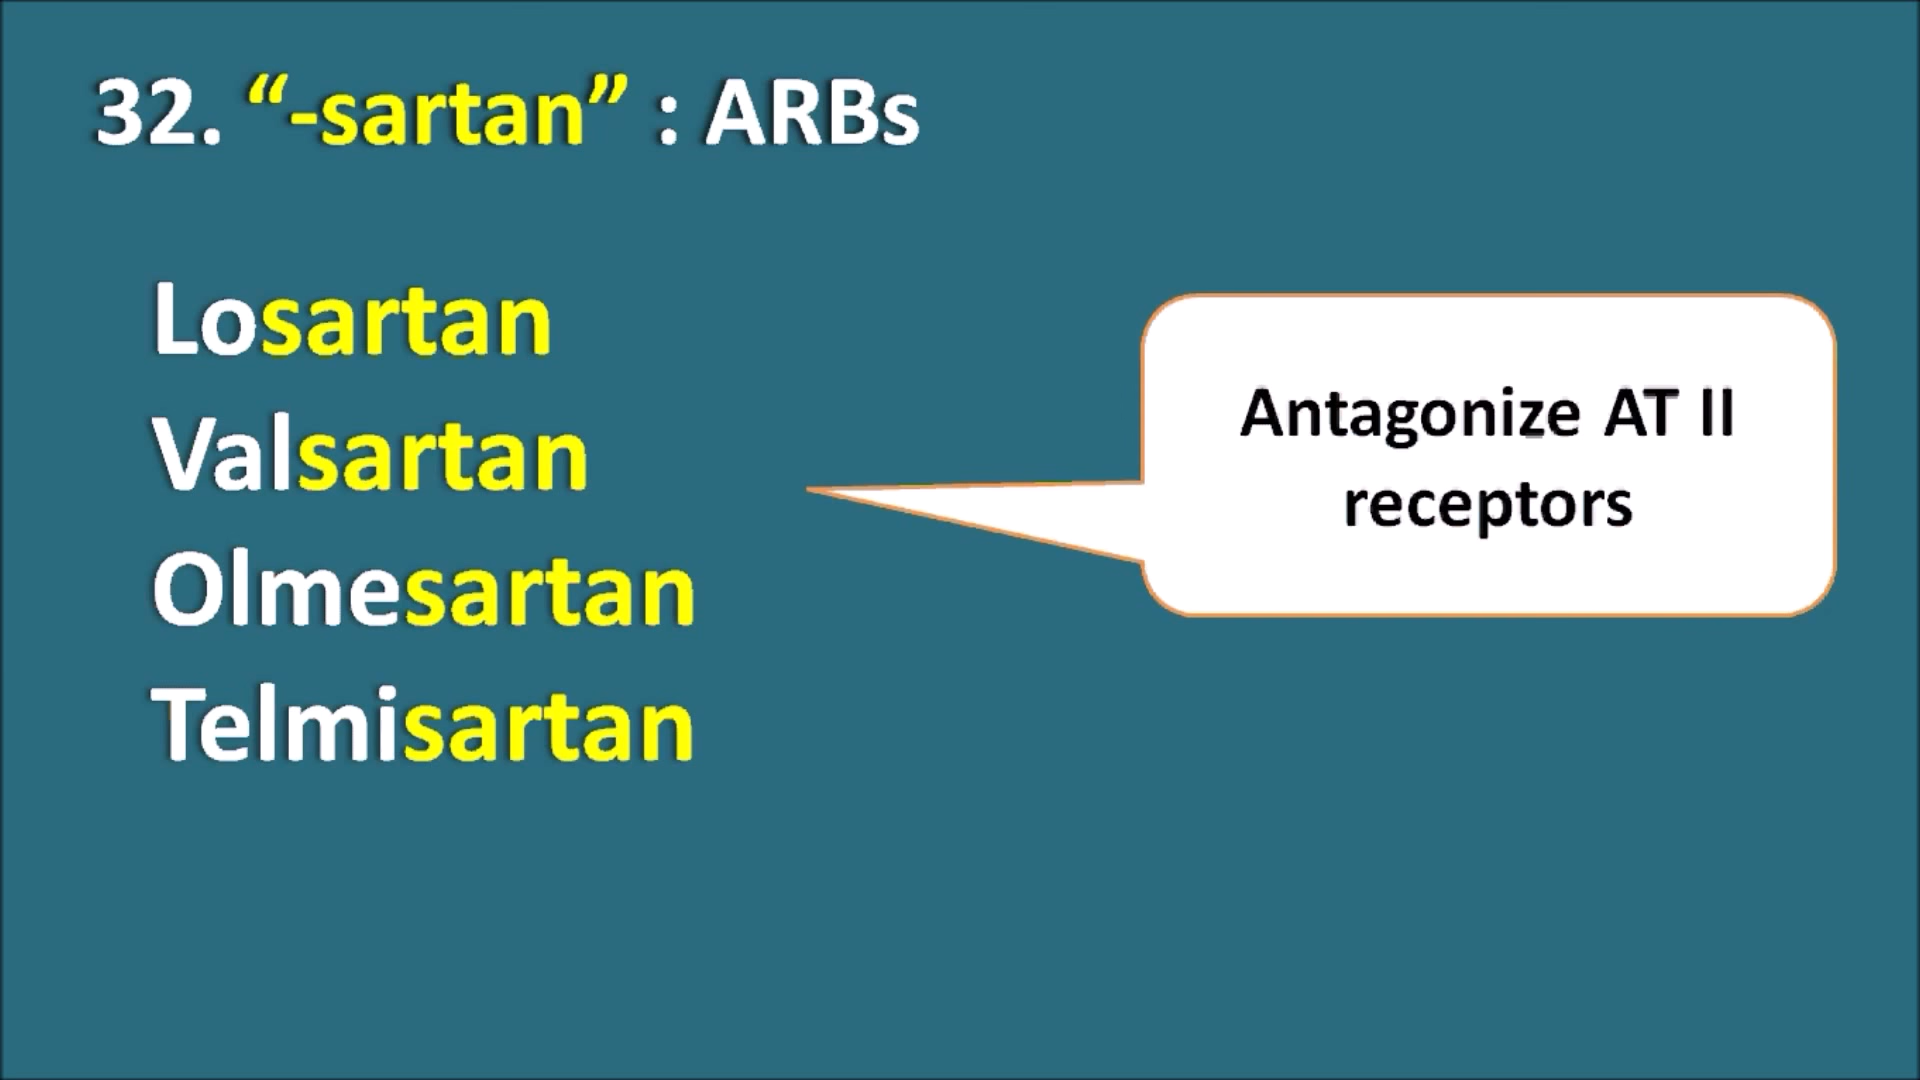 32. “-sartan” : ARBs
Losartan
Valsartan
Olmesartan
Telmisartan
Antagonize AT II
receptors